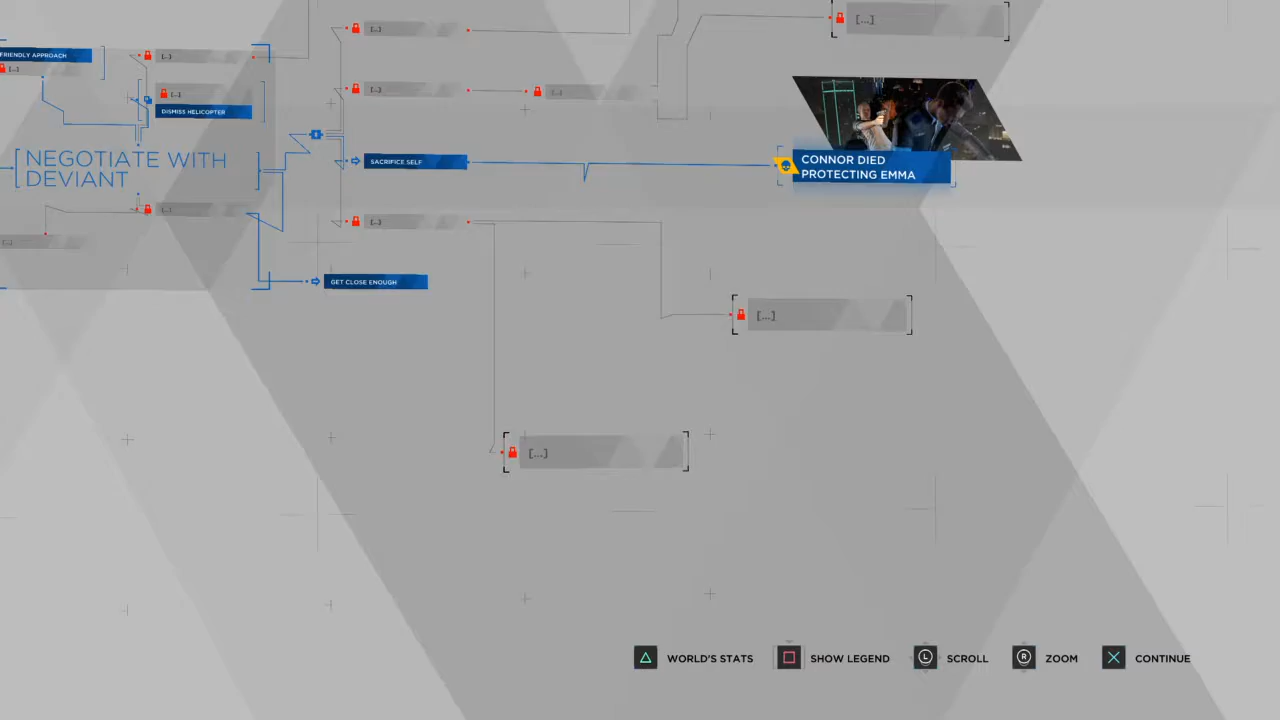 [...]
[...]
FRIENDLY APPROACH
[...]
[...]
[...]
[...]
[...]
DISMISS HELICOPTER
NEGOTIATE WITH
DEVIANT
SACRIFICE SELF
CONNOR DIED
PROTECTING EMMA
[...]
[...]
[...]
GET CLOSE ENOUGH
[...]
[...]
WORLD'S STATS
SHOW LEGEND
L
SCROLL
R
ZOOM
CONTINUE